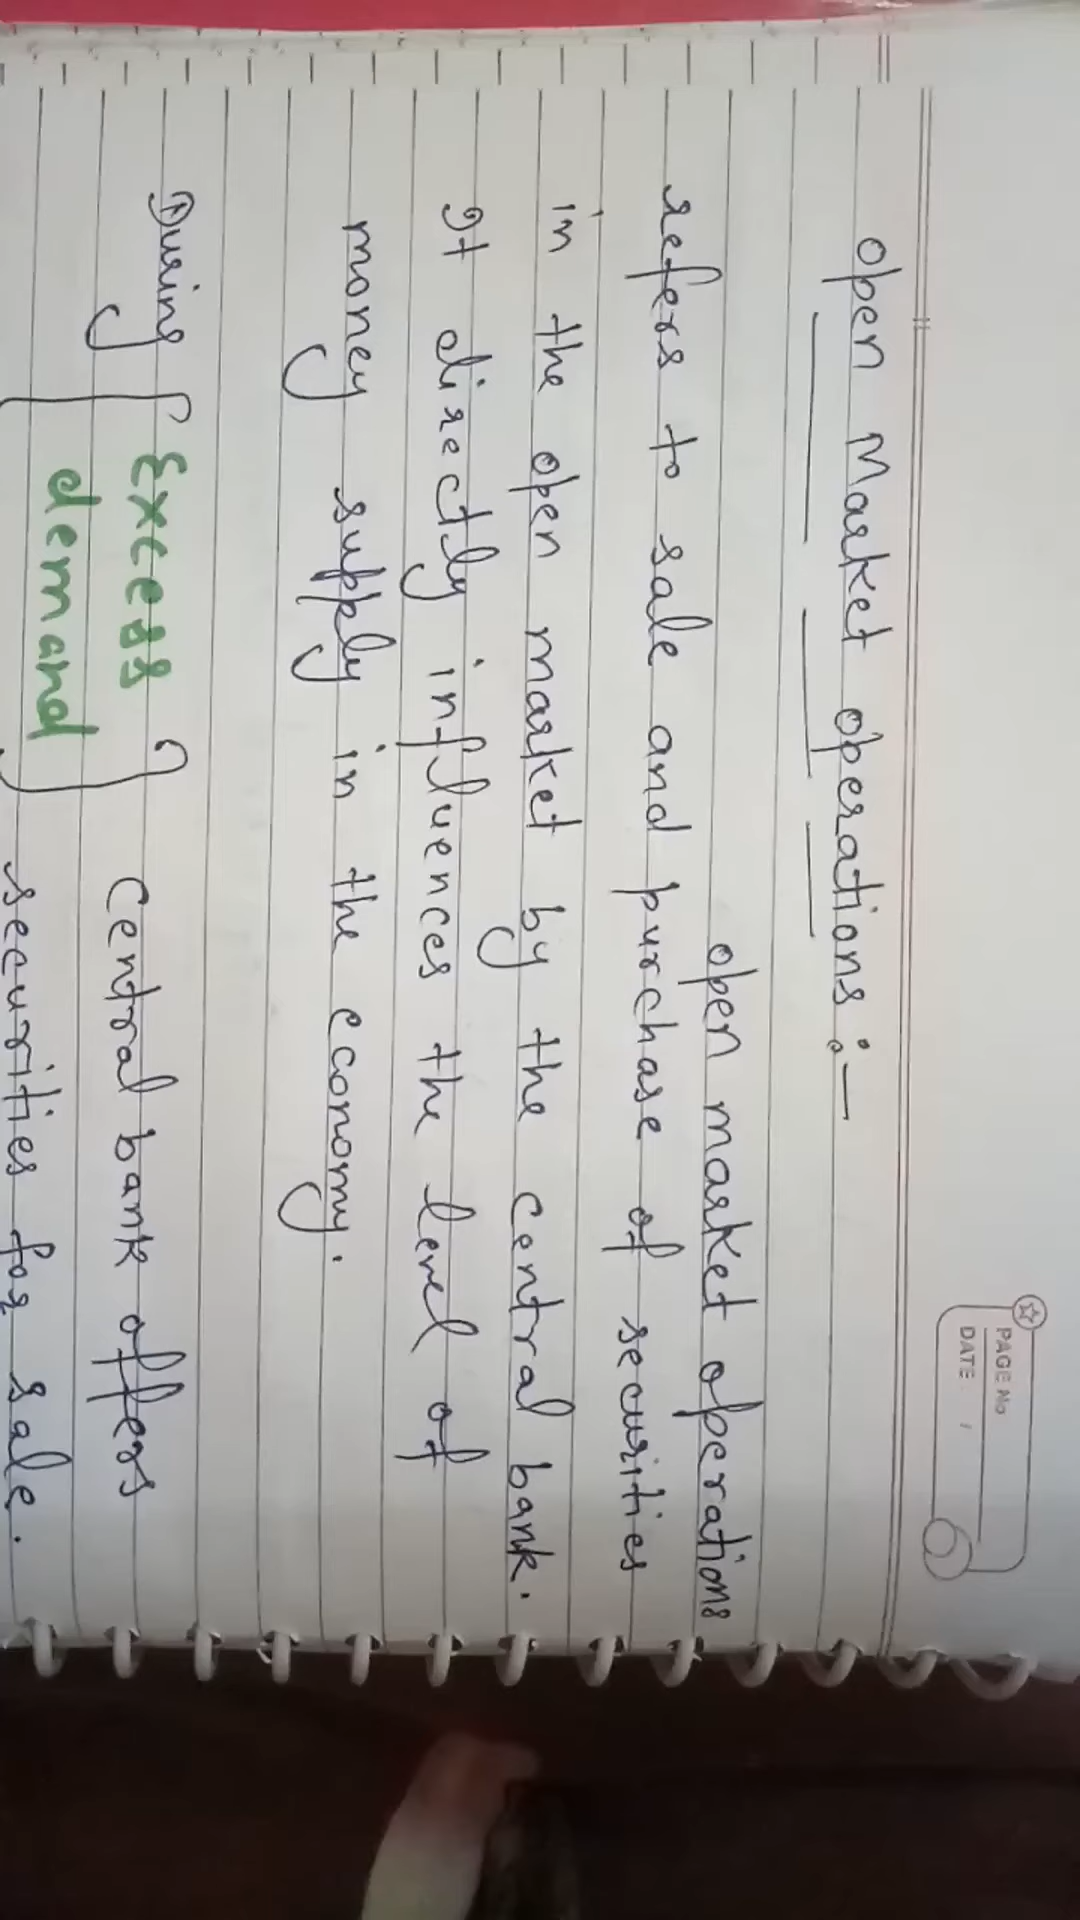 PAGE No
DATE /
open Market operations :-
open market operations
refers to sale and purchase of securities
in the open market by the central bank.
It directly influences the level of
money supply in the economy.
During [Excess demand] Central bank offers
securities for sale.